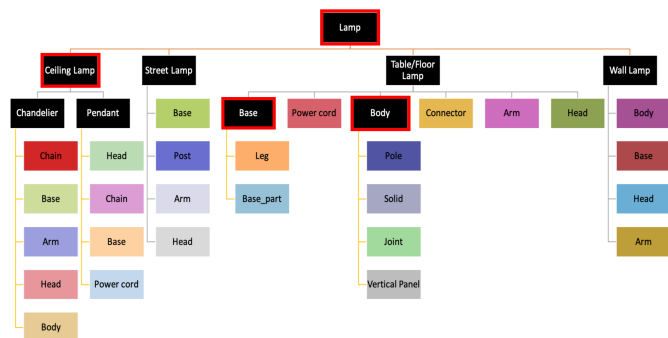 Lamp
Ceiling Lamp
Street Lamp
Table/Floor
Lamp
Wall Lamp
Chandelier
Pendant
Base
Base
Power cord
Body
Connector
Arm
Head
Body
Chain
Head
Post
Leg
Pole
Base
Base
Chain
Arm
Base_part
Solid
Head
Arm
Base
Head
Joint
Arm
Head
Power cord
Vertical Panel
Body